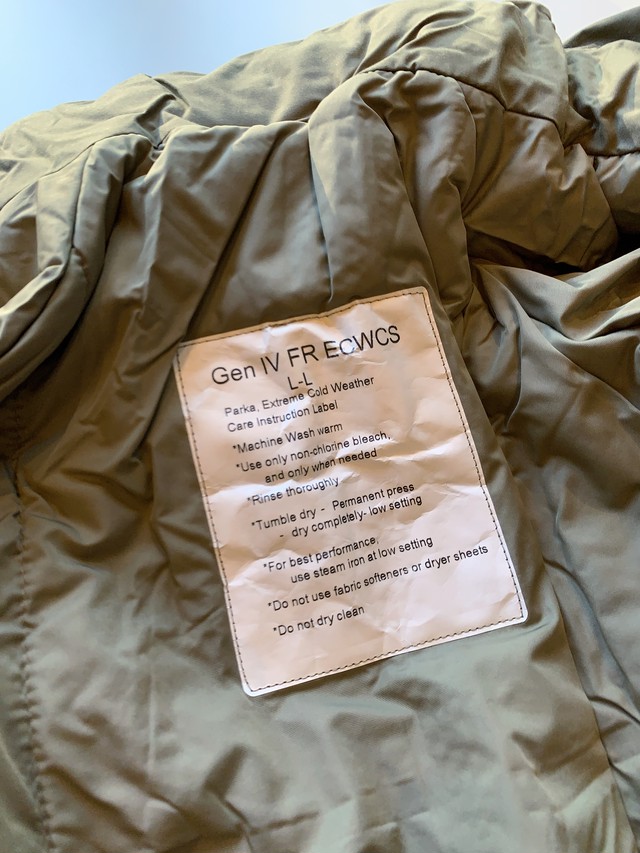 Gen IV FR ECWCS
L-L
Parka, Extreme Cold Weather
Care Instruction Label
*Machine Wash warm
*Use only non-chlorine bleach,
and only when needed
*Rinse thoroughly
*Tumble dry - Permanent press
- dry completely- low setting
*For best performance,
use steam iron at low setting
*Do not use fabric softeners or dryer sheets
*Do not dry clean